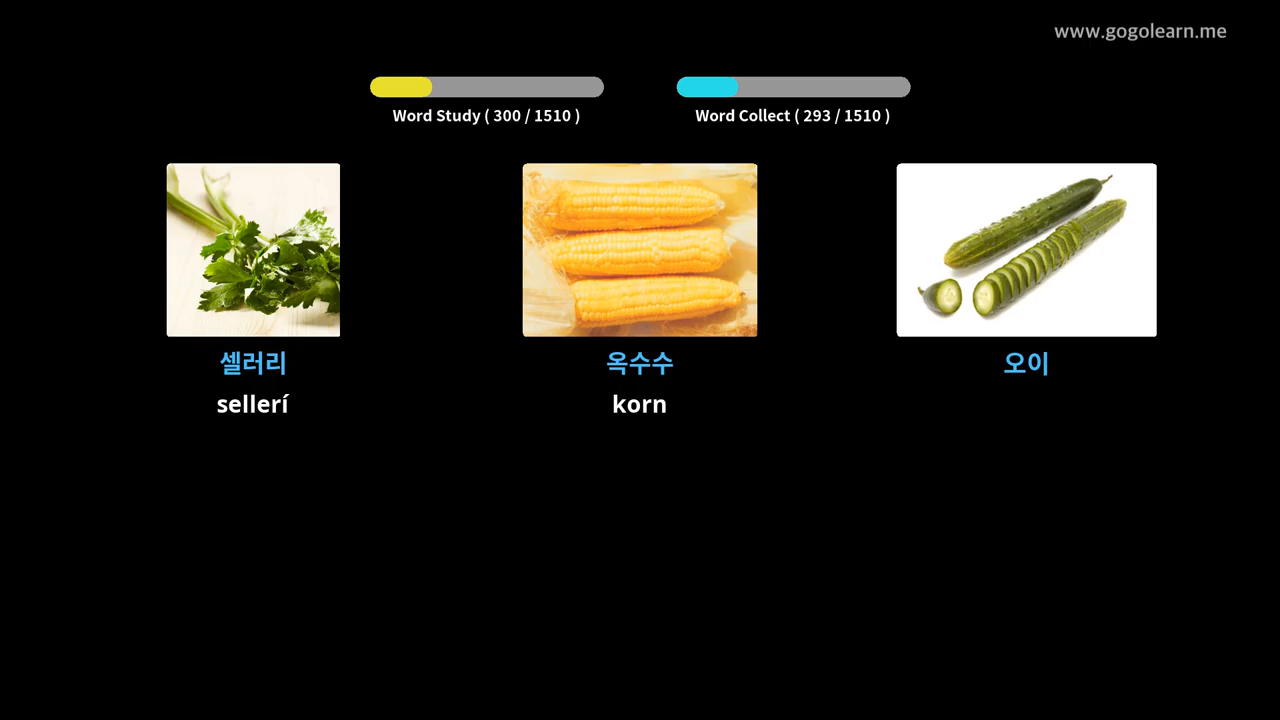 www.gogolearn.me
Word Study ( 300 / 1510 )
Word Collect ( 293 / 1510 )
셀러리
옥수수
오이
sellerí
korn